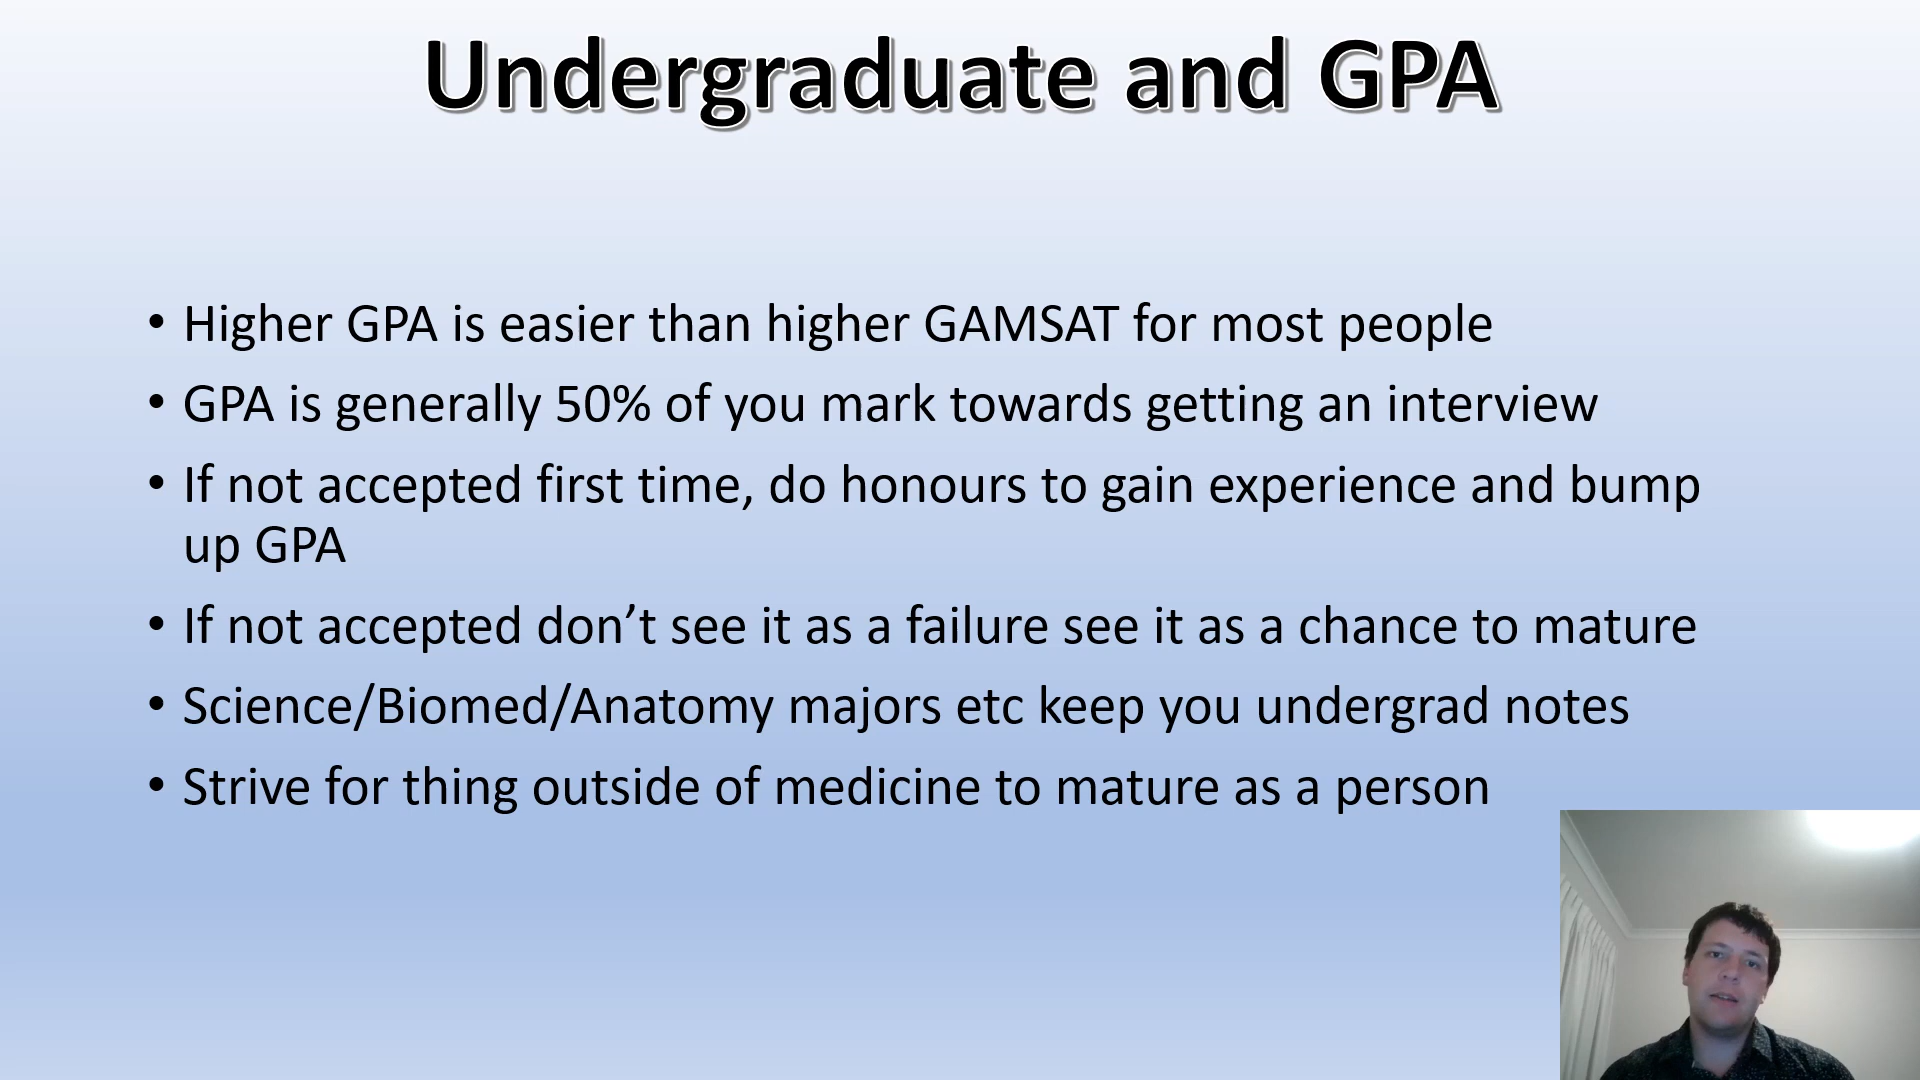 Undergraduate and GPA
• Higher GPA is easier than higher GAMSAT for most people
• GPA is generally 50% of you mark towards getting an interview
• If not accepted first time, do honours to gain experience and bump
up GPA
• If not accepted don’t see it as a failure see it as a chance to mature
• Science/Biomed/Anatomy majors etc keep you undergrad notes
• Strive for thing outside of medicine to mature as a person